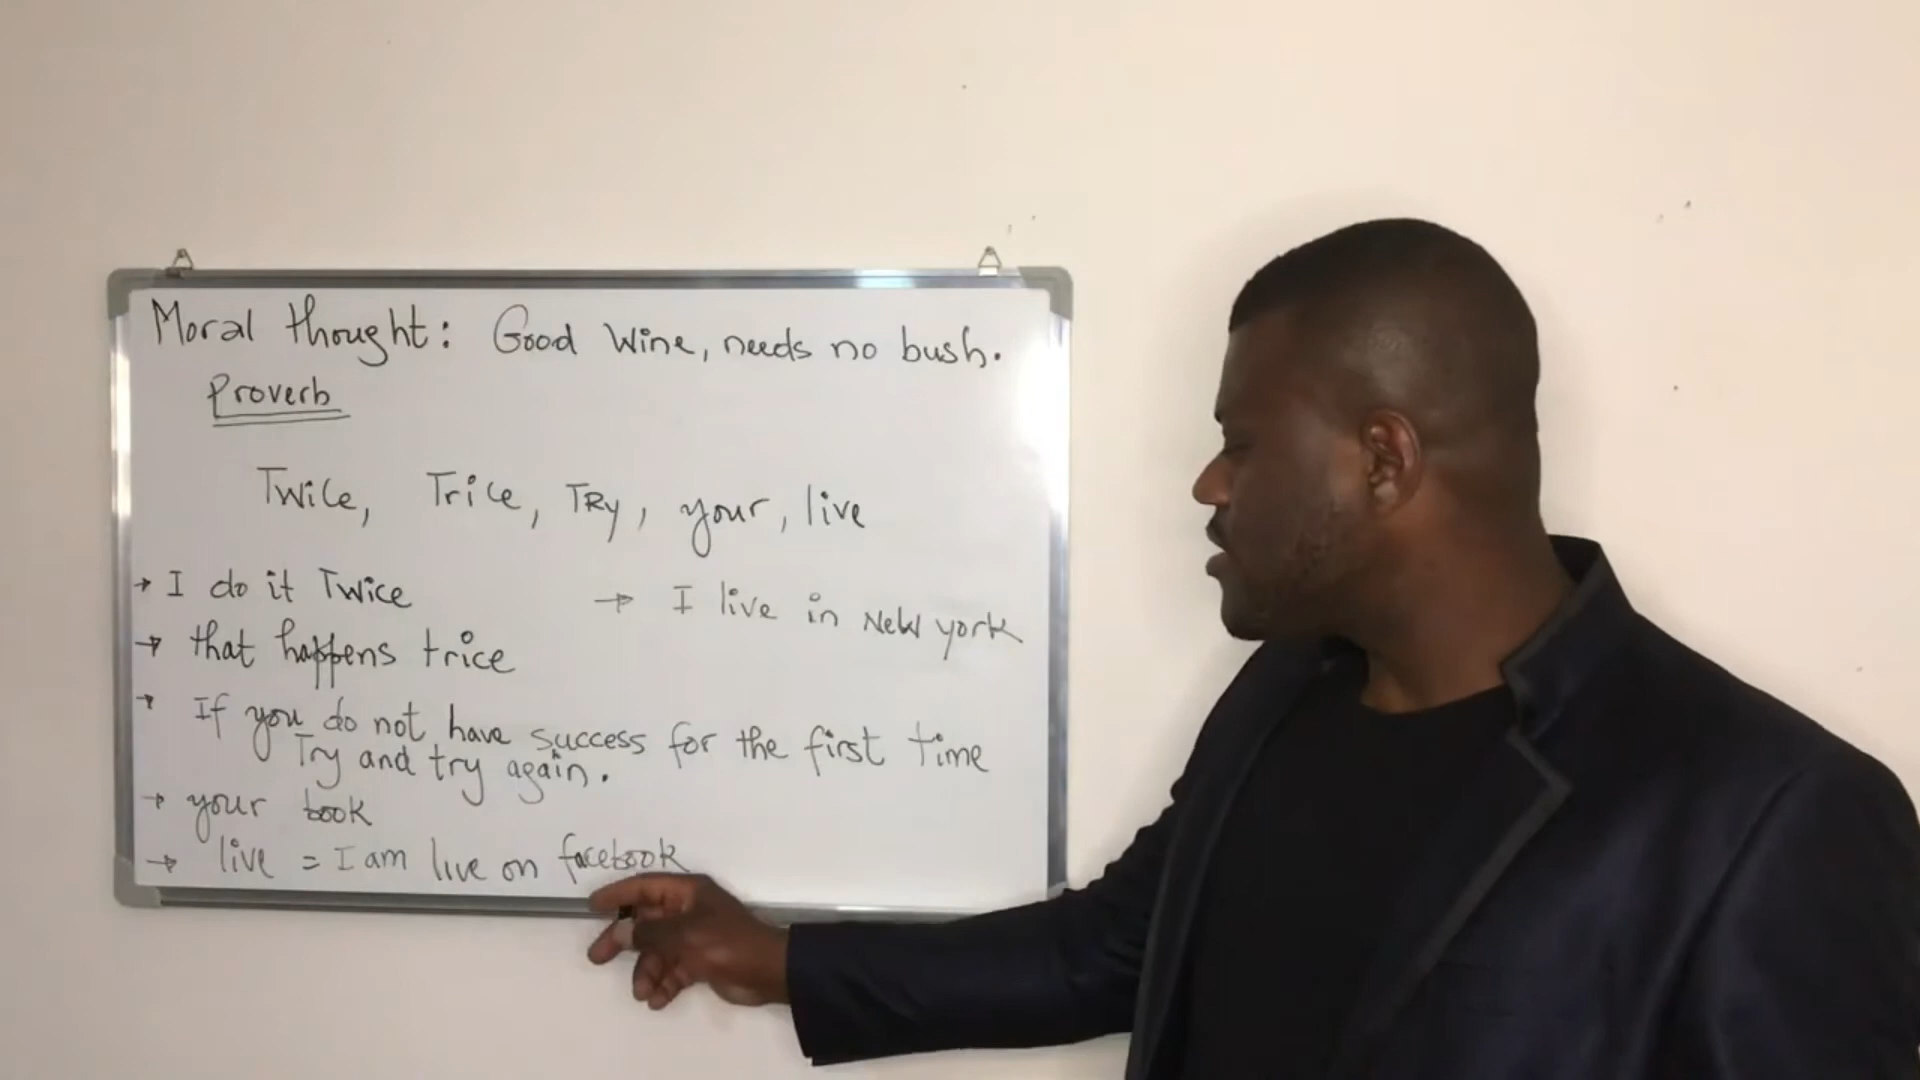 Moral thought: Good Wine, needs no bush.
Proverb
Twice, Trice, TRy, your, live
→ I do it Twice
→ I live in New york
→ that happens trice
→ If you do not have success for the first time
Try and try again.
→ your book
→ live = I am live on facebook